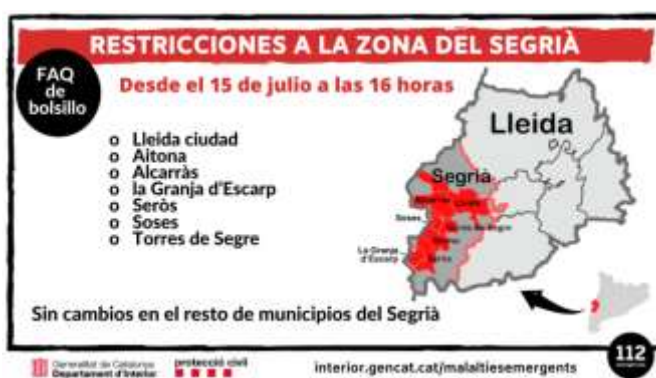 RESTRICCIONES A LA ZONA DEL SEGRIÀ
FAQ
de
bolsillo
Desde el 15 de julio a las 16 horas
o Lleida ciudad
o Aitona
o Alcarràs
o la Granja d'Escarp
o Seròs
o Soses
o Torres de Segre
Lleida
Segrià
Soses
La Granja
d'Escarp
Sin cambios en el resto de municipios del Segrià
Generalitat de Catalunya
Departament d'Interior
protecció civil
interior.gencat.cat/malaltiesemergents
112